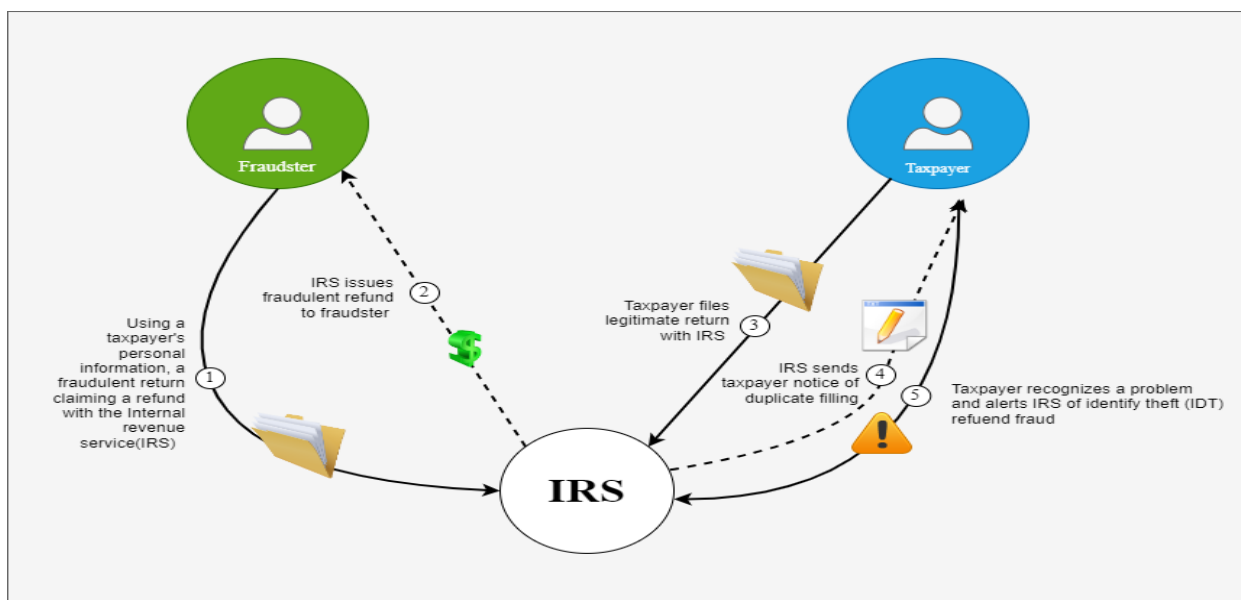 Fraudster
Taxpayer
IRS issues
fraudulent refund
to fraudster
2
Using a
taxpayer's
personal
information, a
fraudulent return
claiming a refund
with the Internal
revenue
service(IRS)
1
$
Taxpayer files
legitimate return
with IRS
3
TXT
IRS sends
taxpayer notice of
duplicate filling
4
5
Taxpayer recognizes a problem
and alerts IRS of identify theft (IDT)
refuend fraud
!
IRS